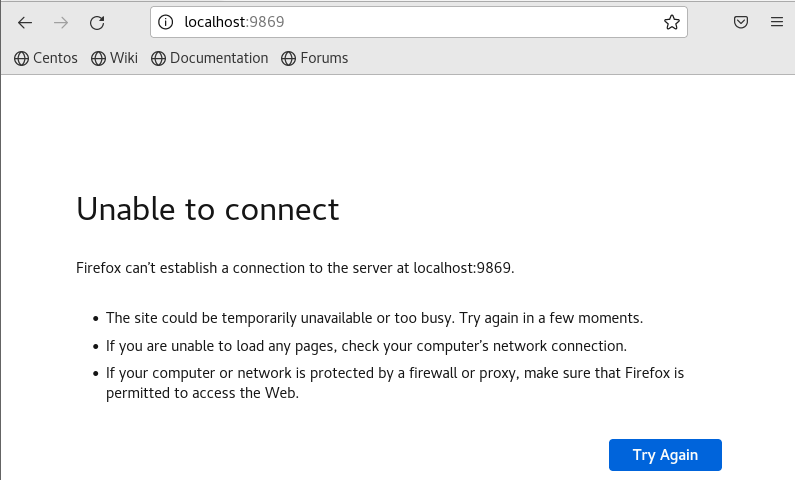 localhost:9869
Centos Wiki Documentation Forums
Unable to connect
Firefox can't establish a connection to the server at localhost:9869.
• The site could be temporarily unavailable or too busy. Try again in a few moments.
• If you are unable to load any pages, check your computer's network connection.
• If your computer or network is protected by a firewall or proxy, make sure that Firefox is
permitted to access the Web.
Try Again